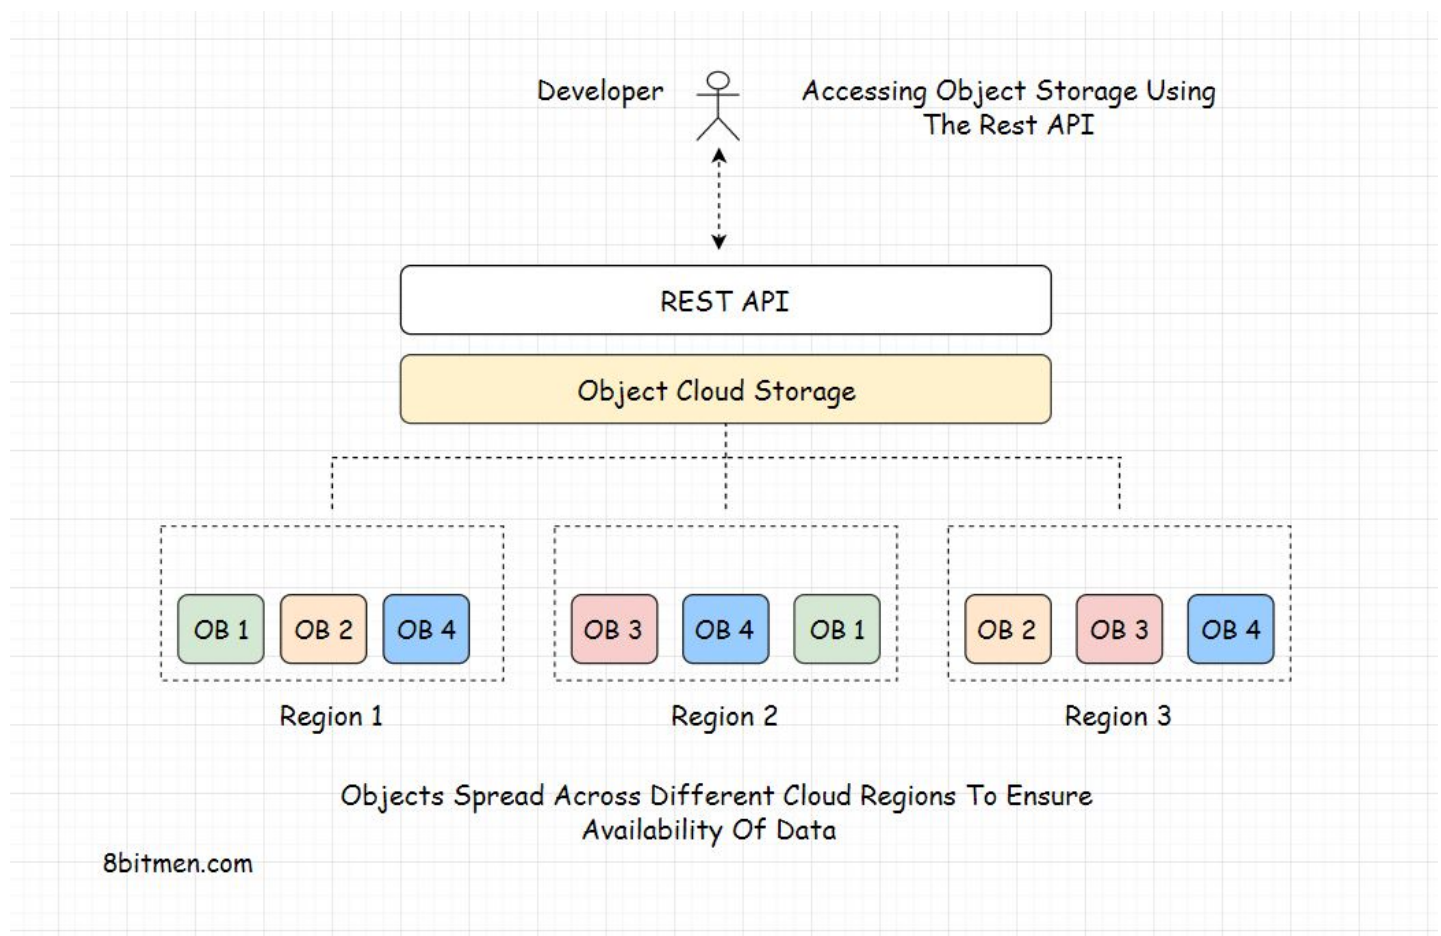 Developer
Accessing Object Storage Using
The Rest API
REST API
Object Cloud Storage
OB 1 OB 2 OB 4
OB 3 OB 4 OB 1
OB 2 OB 3 OB 4
Region 1
Region 2
Region 3
Objects Spread Across Different Cloud Regions To Ensure
Availability Of Data
8bitmen.com